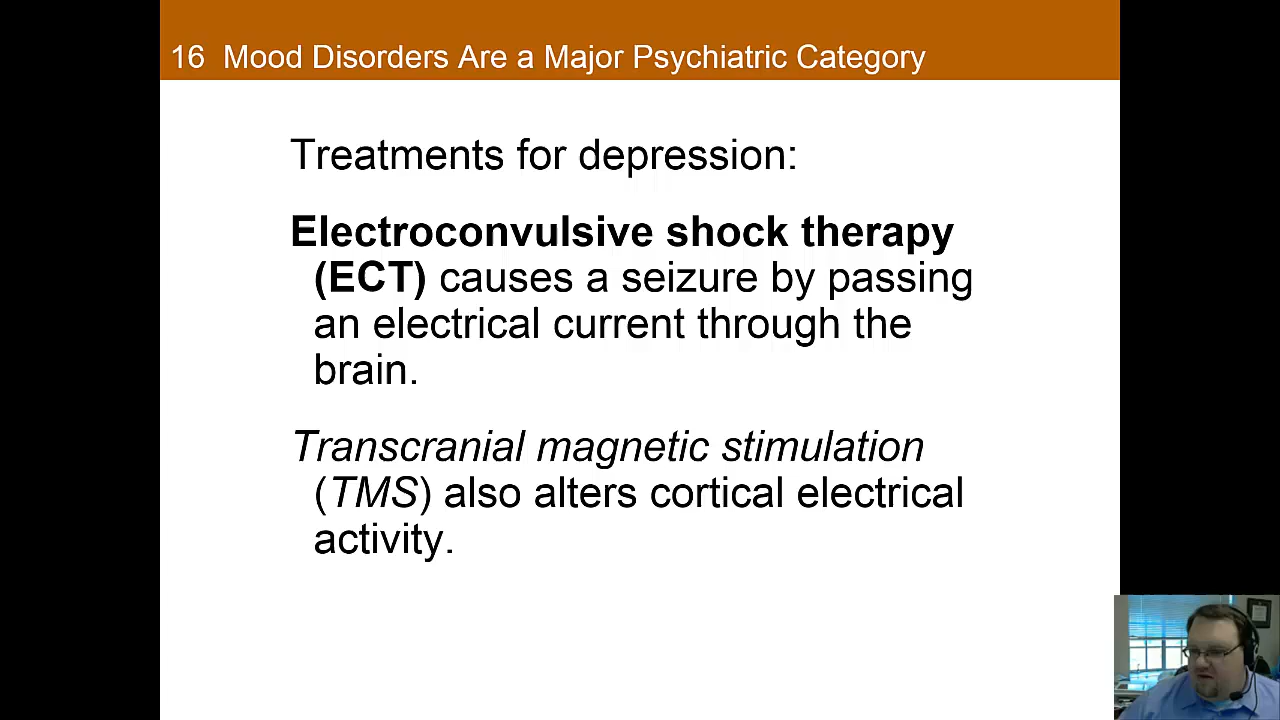 16 Mood Disorders Are a Major Psychiatric Category
Treatments for depression:
Electroconvulsive shock therapy
(ECT) causes a seizure by passing
an electrical current through the
brain.
Transcranial magnetic stimulation
(TMS) also alters cortical electrical
activity.